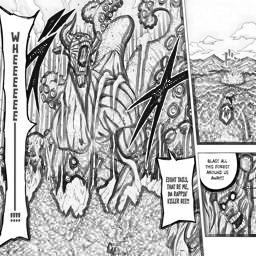 BLAST ALL
THIS FOREST
AROUND US
AWAY!!
EIGHT TAILS,
THAT BE ME,
DA RAPPIN'
KILLER BEE!!
WHEEEEEE—!!!!